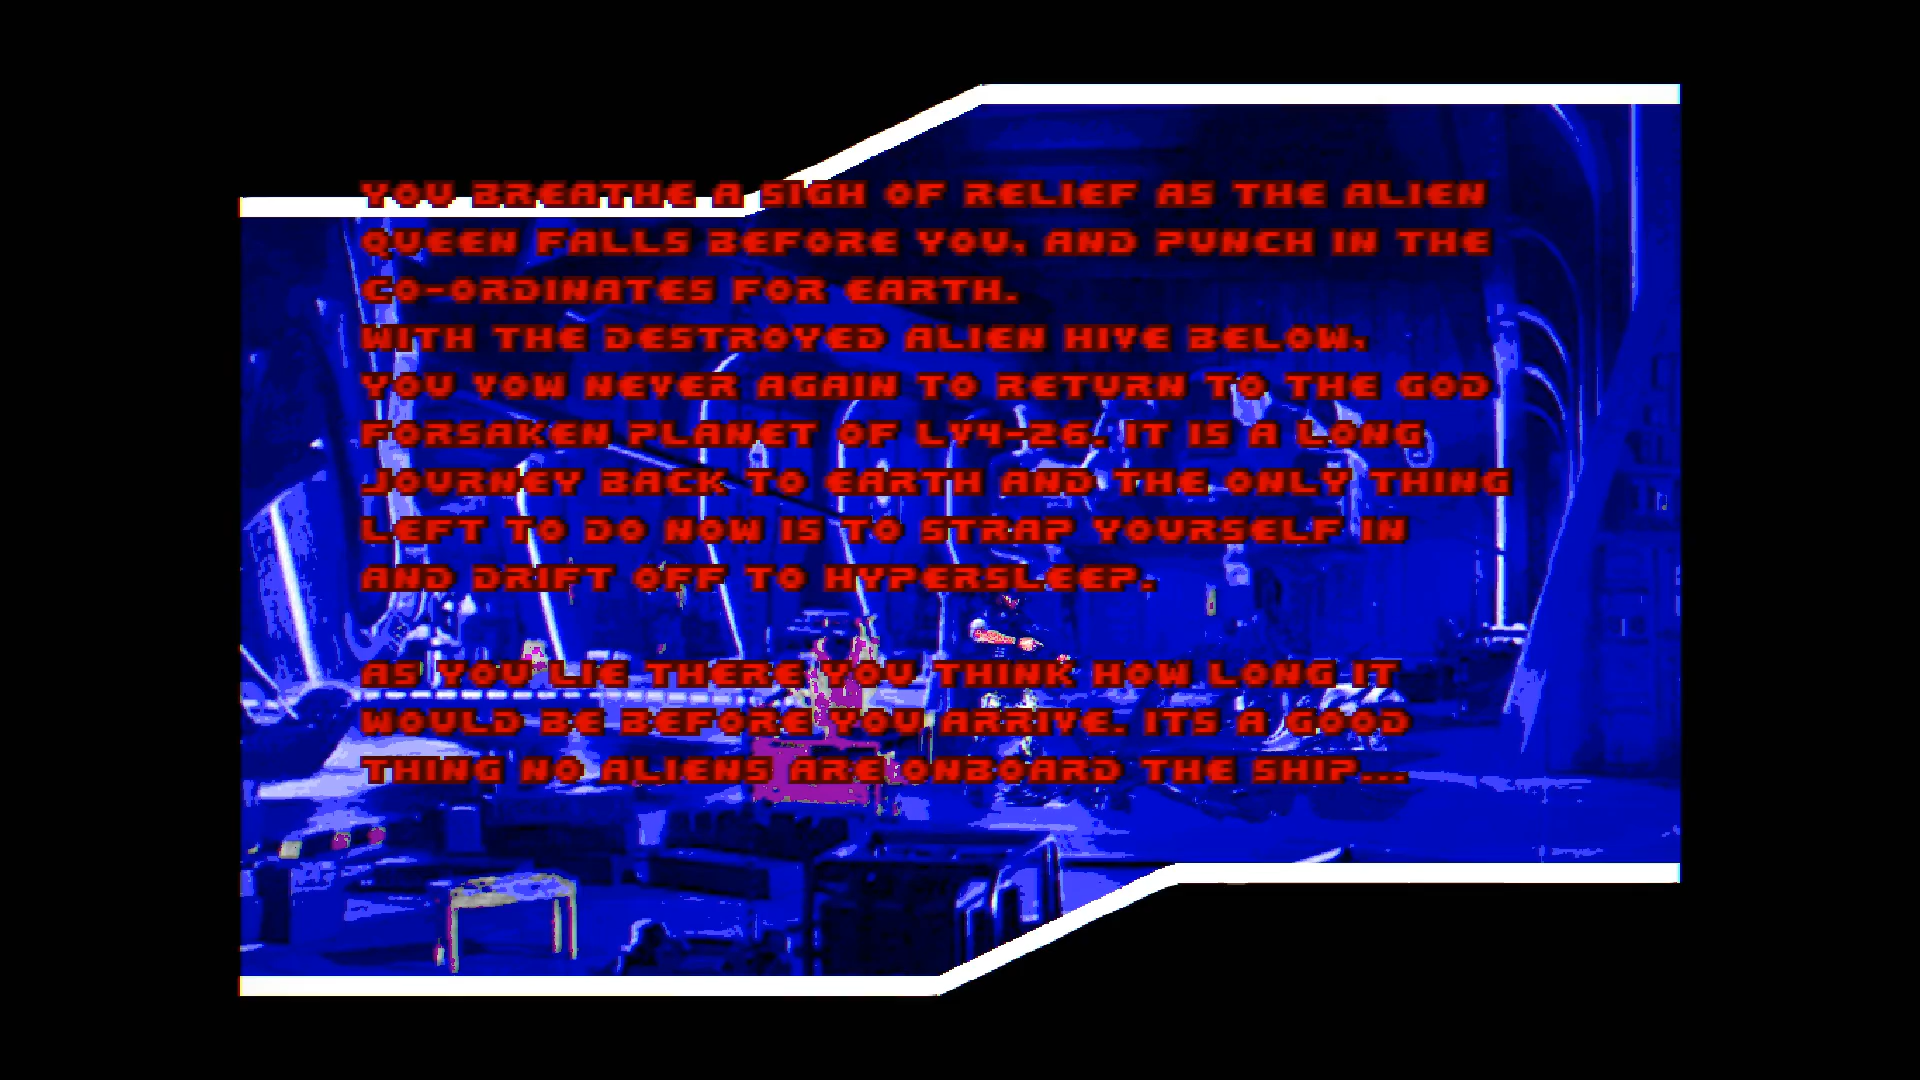 YOU BREATHE A SIGH OF RELIEF AS THE ALIEN
QUEEN FALLS BEFORE YOU, AND PUNCH IN THE
CO-ORDINATES FOR EARTH.
WITH THE DESTROYED ALIEN HIVE BELOW,
YOU VOW NEVER AGAIN TO RETURN TO THE GOD
FORSAKEN PLANET OF LV4-26. IT IS A LONG
JOURNEY BACK TO EARTH AND THE ONLY THING
LEFT TO DO NOW IS TO STRAP YOURSELF IN
AND DRIFT OFF TO HYPERSLEEP.
AS YOU LIE THERE YOU THINK HOW LONG IT
WOULD BE BEFORE YOU ARRIVE. ITS A GOOD
THING NO ALIENS ARE ONBOARD THE SHIP...